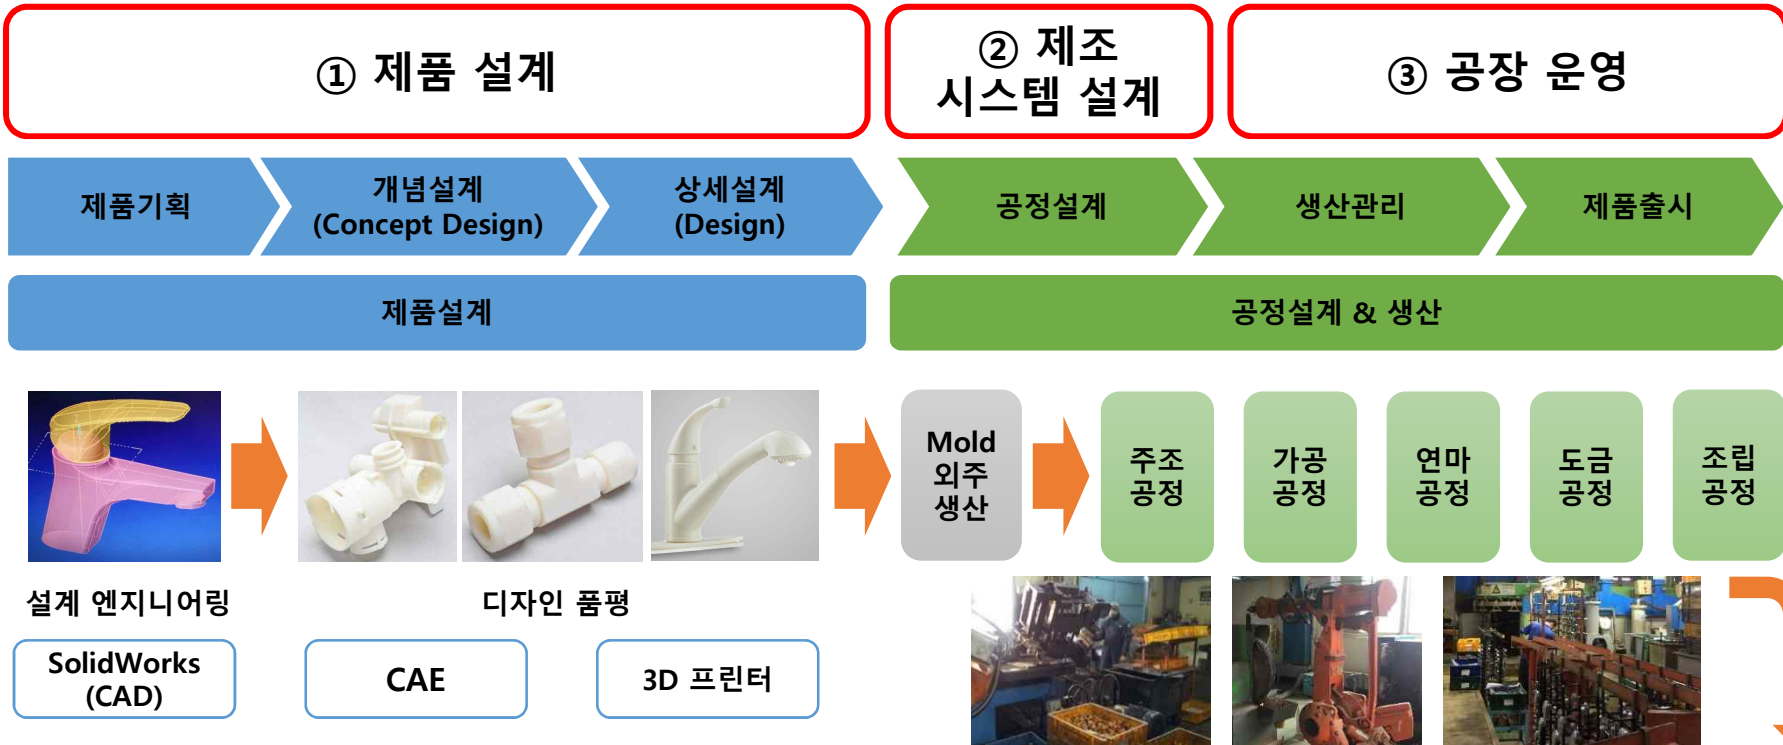 ① 제품 설계
② 제조
시스템 설계
③ 공장 운영
제품기획
개념설계
(Concept Design)
상세설계
(Design)
공정설계
생산관리
제품출시
제품설계
공정설계 & 생산
Mold
외주
생산
주조
공정
가공
공정
연마
공정
도금
공정
조립
공정
설계 엔지니어링
디자인 품평
SolidWorks
(CAD)
CAE
3D 프린터